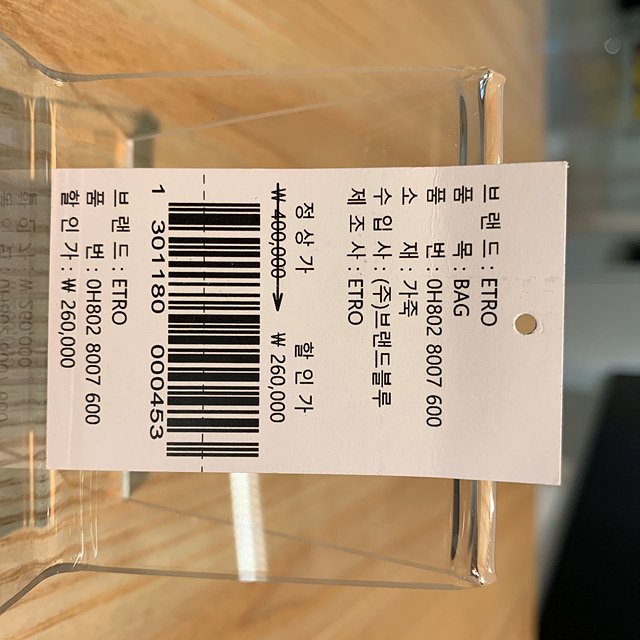 브 랜 드 : ETRO
품 목 : BAG
품 번 : 0H802 8007 600
소 재 : 가죽
수 입 사 : (주)브랜드블루
제 조 사 : ETRO
정 상 가 할 인 가
₩ 400,000 → ₩ 260,000
1 301180 000453
브 랜 드 : ETRO
품 번 : 0H802 8007 600
할 인 가 : ₩ 260,000